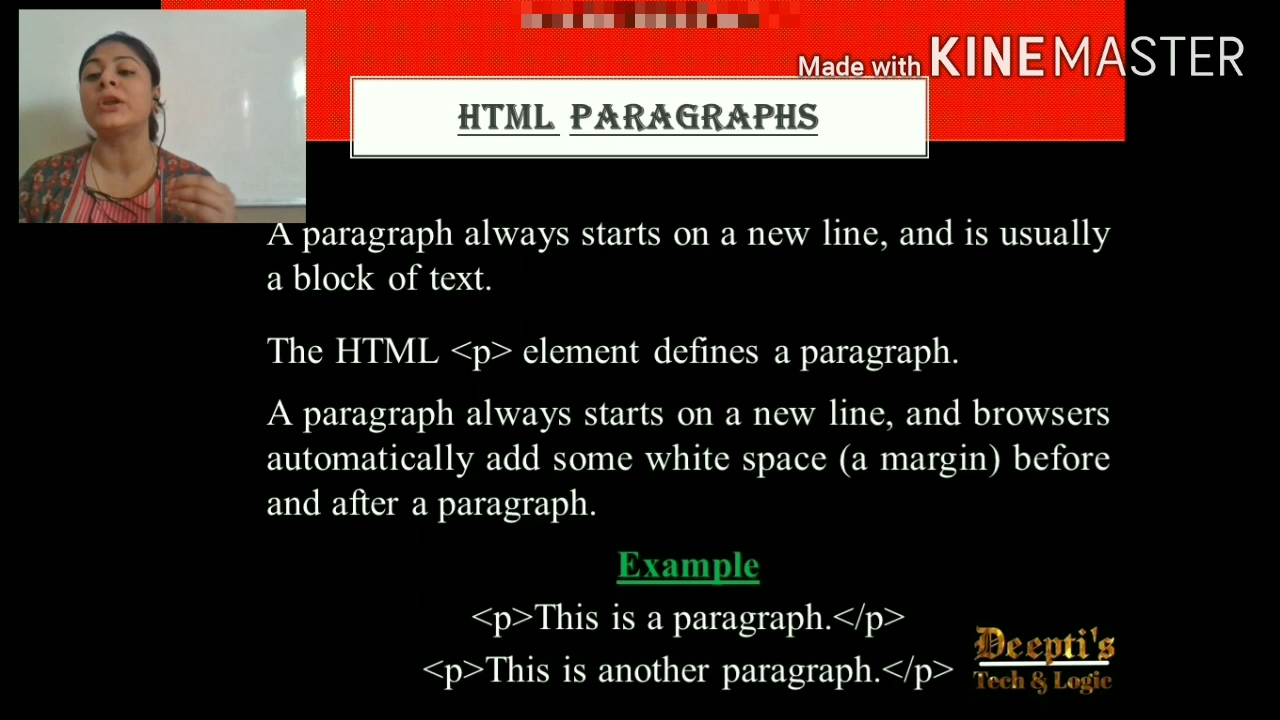 Made with KINEMASTER
HTML PARAGRAPHS
A paragraph always starts on a new line, and is usually
a block of text.
The HTML <p> element defines a paragraph.
A paragraph always starts on a new line, and browsers
automatically add some white space (a margin) before
and after a paragraph.
Example
<p>This is a paragraph.</p>
<p>This is another paragraph.</p>
Deepti's
Tech & Logic